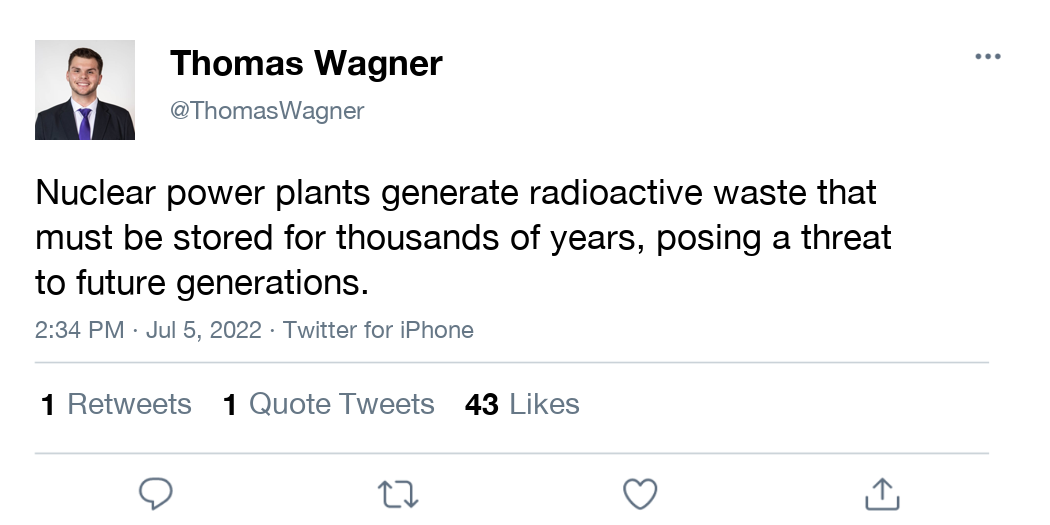 Thomas Wagner
@ThomasWagner
Nuclear power plants generate radioactive waste that
must be stored for thousands of years, posing a threat
to future generations.
2:34 PM · Jul 5, 2022 · Twitter for iPhone
1 Retweets 1 Quote Tweets 43 Likes